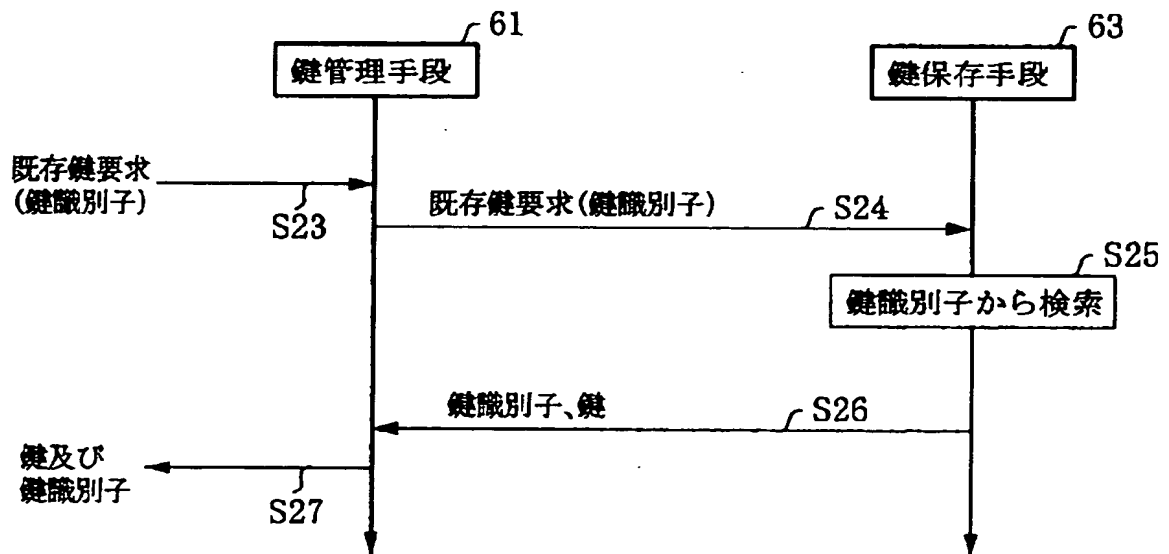 61
63
鍵管理手段
鍵保存手段
既存鍵要求
(鍵識別子)
S23
既存鍵要求(鍵識別子)
S24
S25
鍵識別子から検索
鍵識別子、鍵
S26
鍵及び
鍵識別子
S27